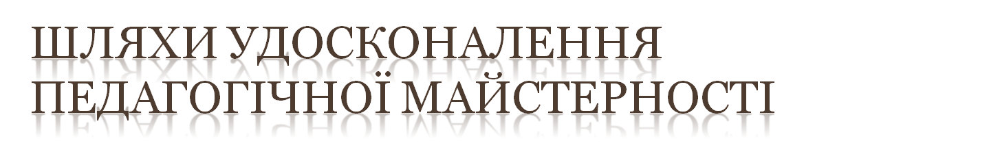 ШЛЯХИ УДОСКОНАЛЕННЯ
ПЕДАГОГІЧНОЇ МАЙСТЕРНОСТІ